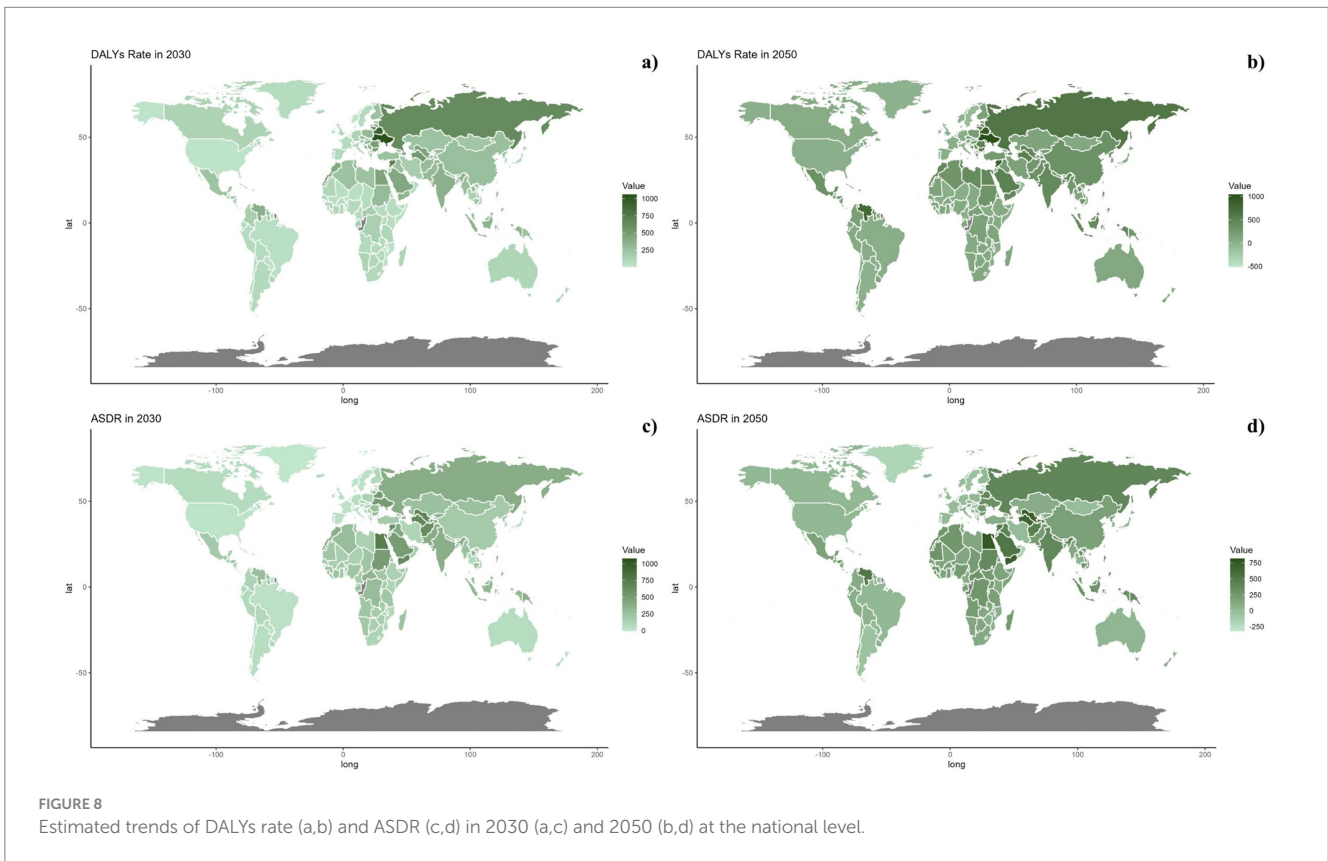 DALYs Rate in 2030
a)
50
0
-50
lat
-100
0
100
200
long
Value
1000
750
500
250
DALYs Rate in 2050
b)
50
0
-50
lat
-100
0
100
200
long
Value
1000
500
0
-500
ASDR in 2030
c)
50
0
-50
lat
-100
0
100
200
long
Value
1000
750
500
250
0
ASDR in 2050
d)
50
0
-50
lat
-100
0
100
200
long
Value
750
500
250
0
-250
FIGURE 8
Estimated trends of DALYs rate (a,b) and ASDR (c,d) in 2030 (a,c) and 2050 (b,d) at the national level.